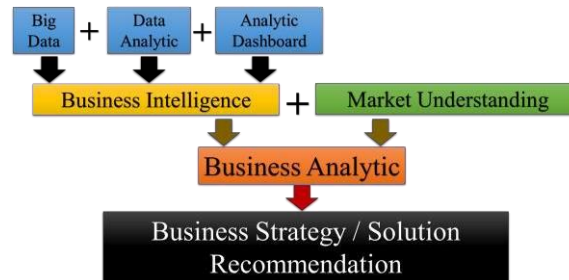 Big
Data
+
Data
Analytic
+
Analytic
Dashboard
Business Intelligence
+
Market Understanding
Business Analytic
Business Strategy / Solution
Recommendation